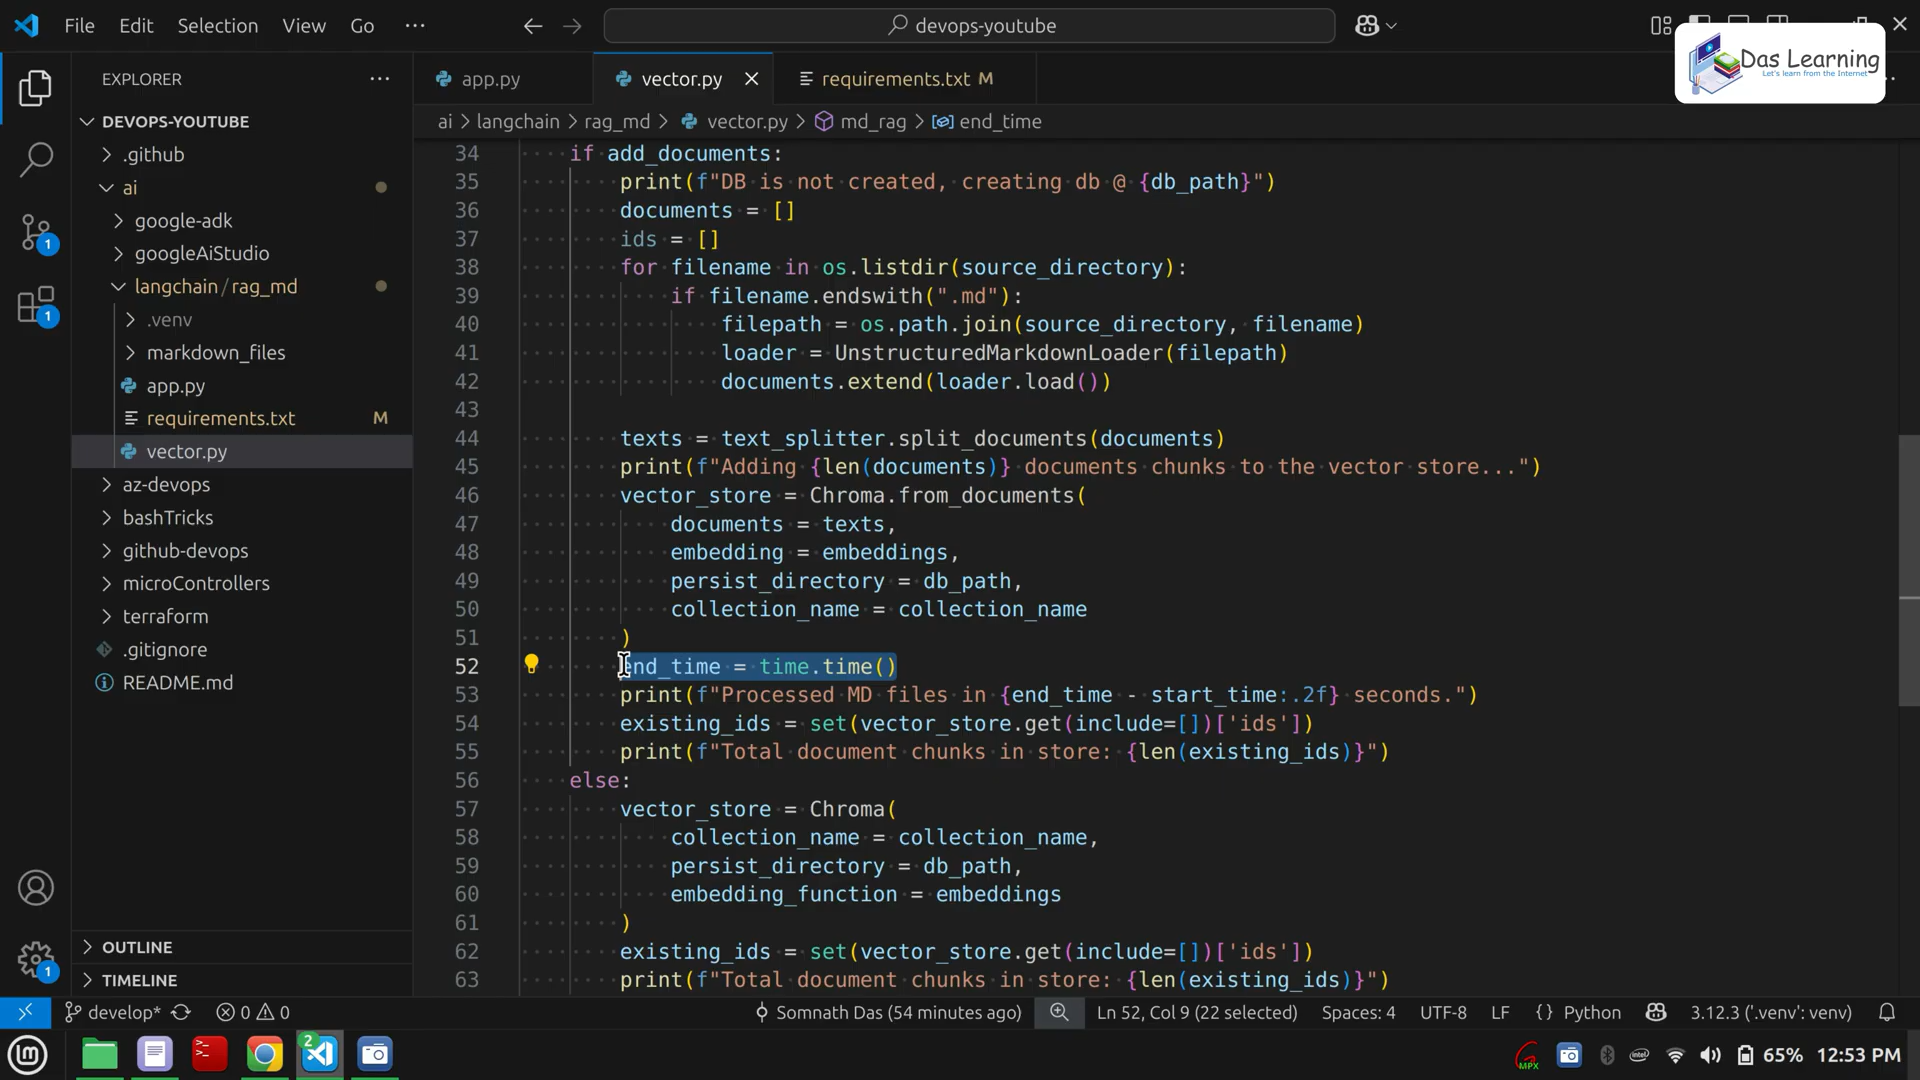 File Edit Selection View Go ··· devops-youtube
Das Learning
Let's learn from the Internet
EXPLORER ···
app.py vector.py requirements.txt M
DEVOPS-YOUTUBE
ai > langchain > rag_md > vector.py > md_rag > end_time
.github
ai
google-adk
googleAiStudio
langchain / rag_md
.venv
markdown_files
app.py
requirements.txt M
vector.py
az-devops
bashTricks
github-devops
microControllers
terraform
.gitignore
README.md
OUTLINE
TIMELINE
34 if add_documents:
35 print(f"DB is not created, creating db @ {db_path}")
36 documents = []
37 ids = []
38 for filename in os.listdir(source_directory):
39 if filename.endswith(".md"):
40 filepath = os.path.join(source_directory, filename)
41 loader = UnstructuredMarkdownLoader(filepath)
42 documents.extend(loader.load())
43
44 texts = text_splitter.split_documents(documents)
45 print(f"Adding {len(documents)} documents chunks to the vector store...")
46 vector_store = Chroma.from_documents(
47 documents = texts,
48 embedding = embeddings,
49 persist_directory = db_path,
50 collection_name = collection_name
51 )
52 end_time = time.time()
53 print(f"Processed MD files in {end_time - start_time:.2f} seconds.")
54 existing_ids = set(vector_store.get(include=[])['ids'])
55 print(f"Total document chunks in store: {len(existing_ids)}")
56 else:
57 vector_store = Chroma(
58 collection_name = collection_name,
59 persist_directory = db_path,
60 embedding_function = embeddings
61 )
62 existing_ids = set(vector_store.get(include=[])['ids'])
63 print(f"Total document chunks in store: {len(existing_ids)}")
1
1
1
develop* 0 0 Somnath Das (54 minutes ago) Ln 52, Col 9 (22 selected) Spaces: 4 UTF-8 LF {} Python 3.12.3 ('.venv': venv)
2 MPX intel 65% 12:53 PM